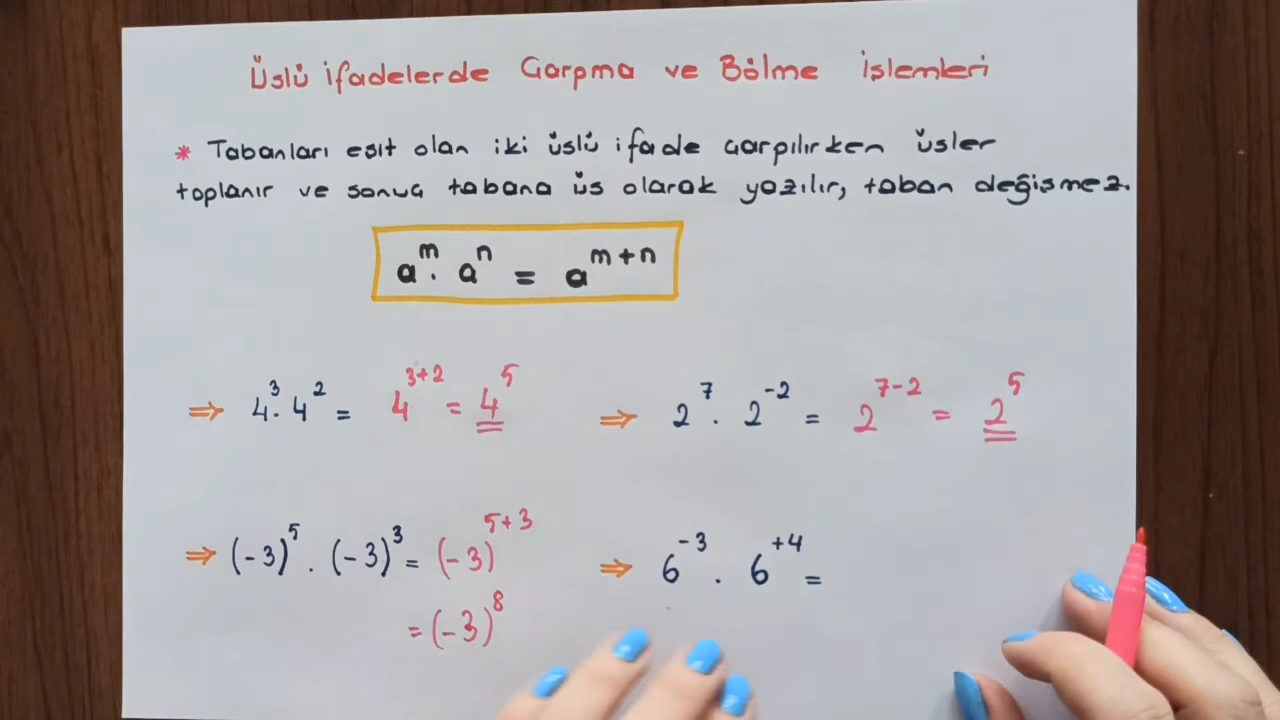 Üslü ifadelerde Çarpma ve Bölme işlemleri
* Tabanları eşit olan iki üslü ifade çarpılırken üsler
toplanır ve sonuç tabana üs olarak yazılır, taban değişmez.
a^m . a^n = a^(m+n)
⇒ 4^3 . 4^2 = 4^(3+2) = 4^5
⇒ 2^7 . 2^(-2) = 2^(7-2) = 2^5
⇒ (-3)^5 . (-3)^3 = (-3)^(5+3)
= (-3)^8
⇒ 6^(-3) . 6^(+4) =